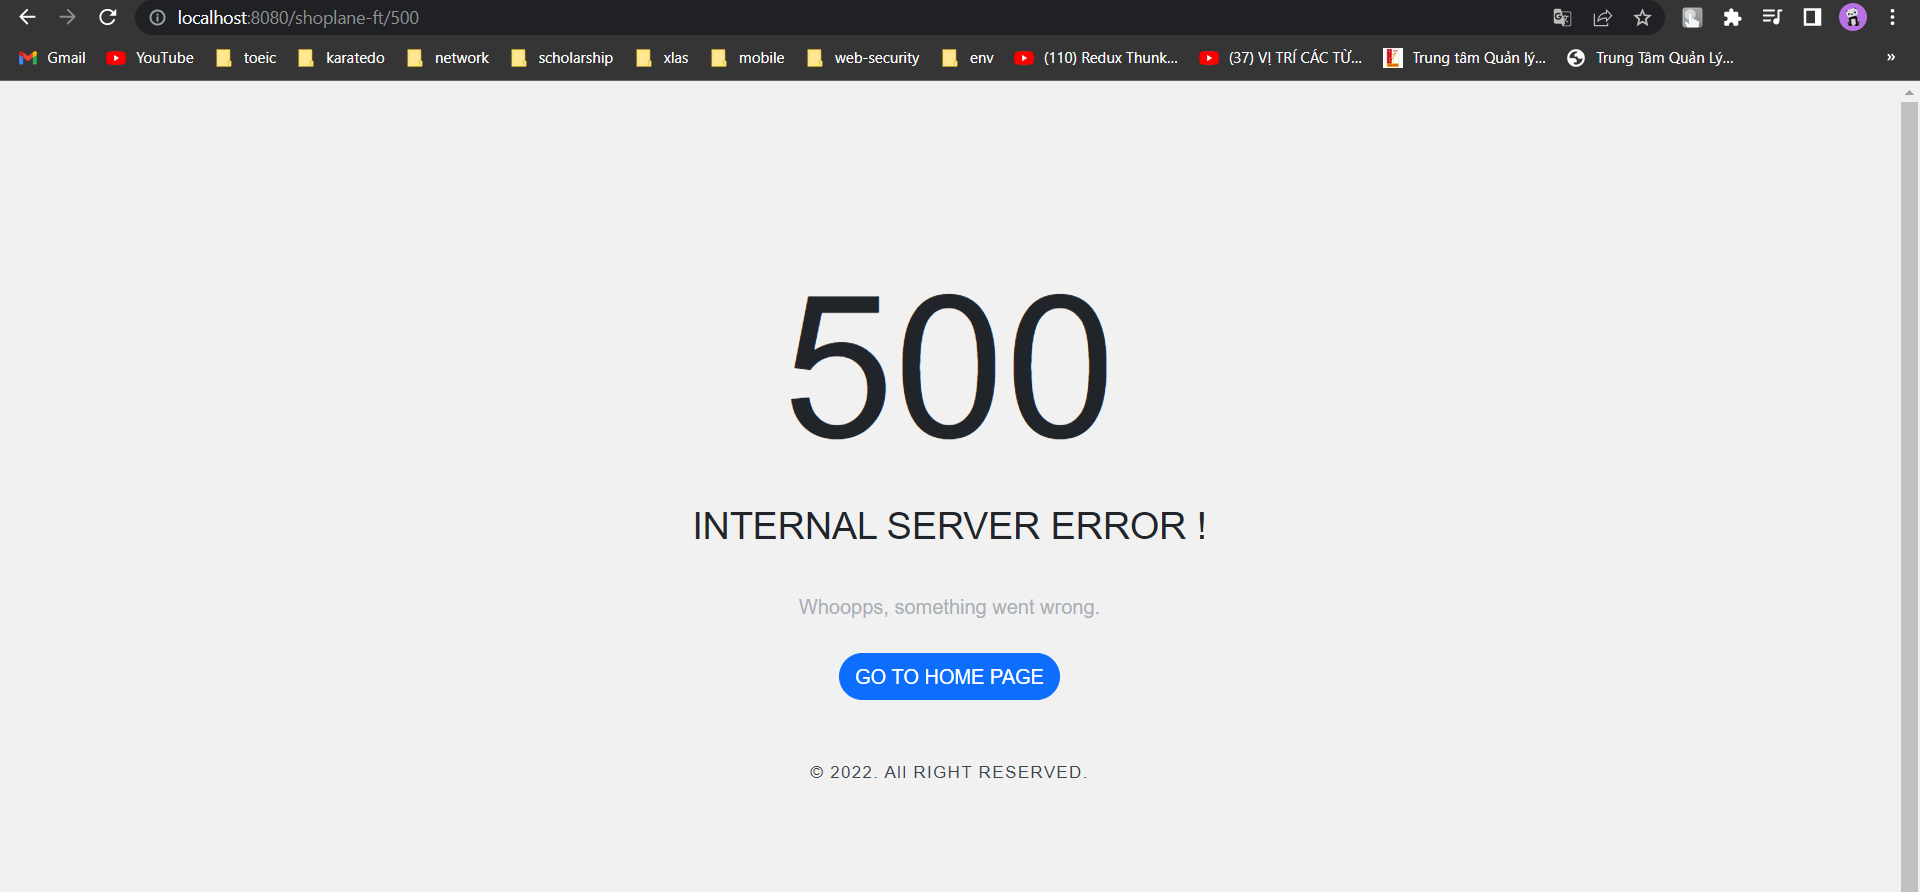 localhost:8080/shoplane-ft/500
Gmail YouTube toeic karatedo network scholarship xlas mobile web-security env (110) Redux Thunk... (37) VỊ TRÍ CÁC TỪ... Trung tâm Quản lý... Trung Tâm Quản Lý... »
500
INTERNAL SERVER ERROR !
Whoopps, something went wrong.
GO TO HOME PAGE
© 2022. All RIGHT RESERVED.